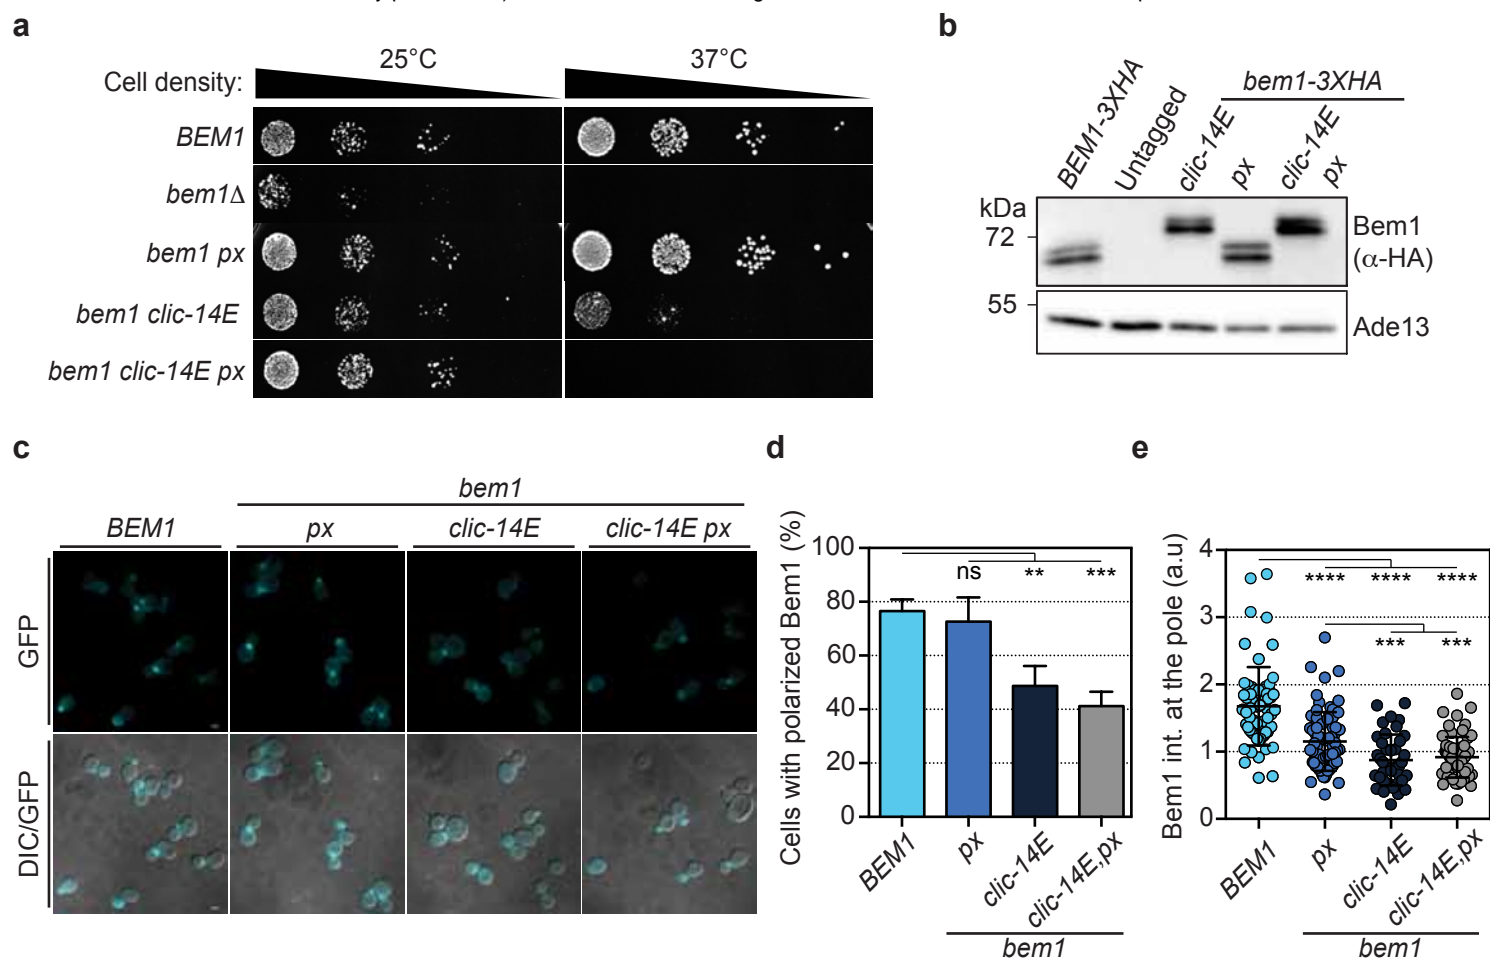 a
25°C
37°C
Cell density:
BEM1
bem1Δ
bem1 px
bem1 clic-14E
bem1 clic-14E px
b
bem1-3XHA
BEM1-3XHA
Untagged
clic-14E
px
clic-14E
px
kDa
72
55
Bem1
(α-HA)
Ade13
c
bem1
BEM1
px
clic-14E
clic-14E px
GFP
DIC/GFP
d
Cells with polarized Bem1 (%)
100
80
60
40
20
0
ns
**
***
BEM1
px
clic-14E
clic-14E,px
bem1
e
Bem1 int. at the pole (a.u)
4
3
2
1
0
**** **** ****
*** ***
BEM1
px
clic-14E
clic-14E,px
bem1